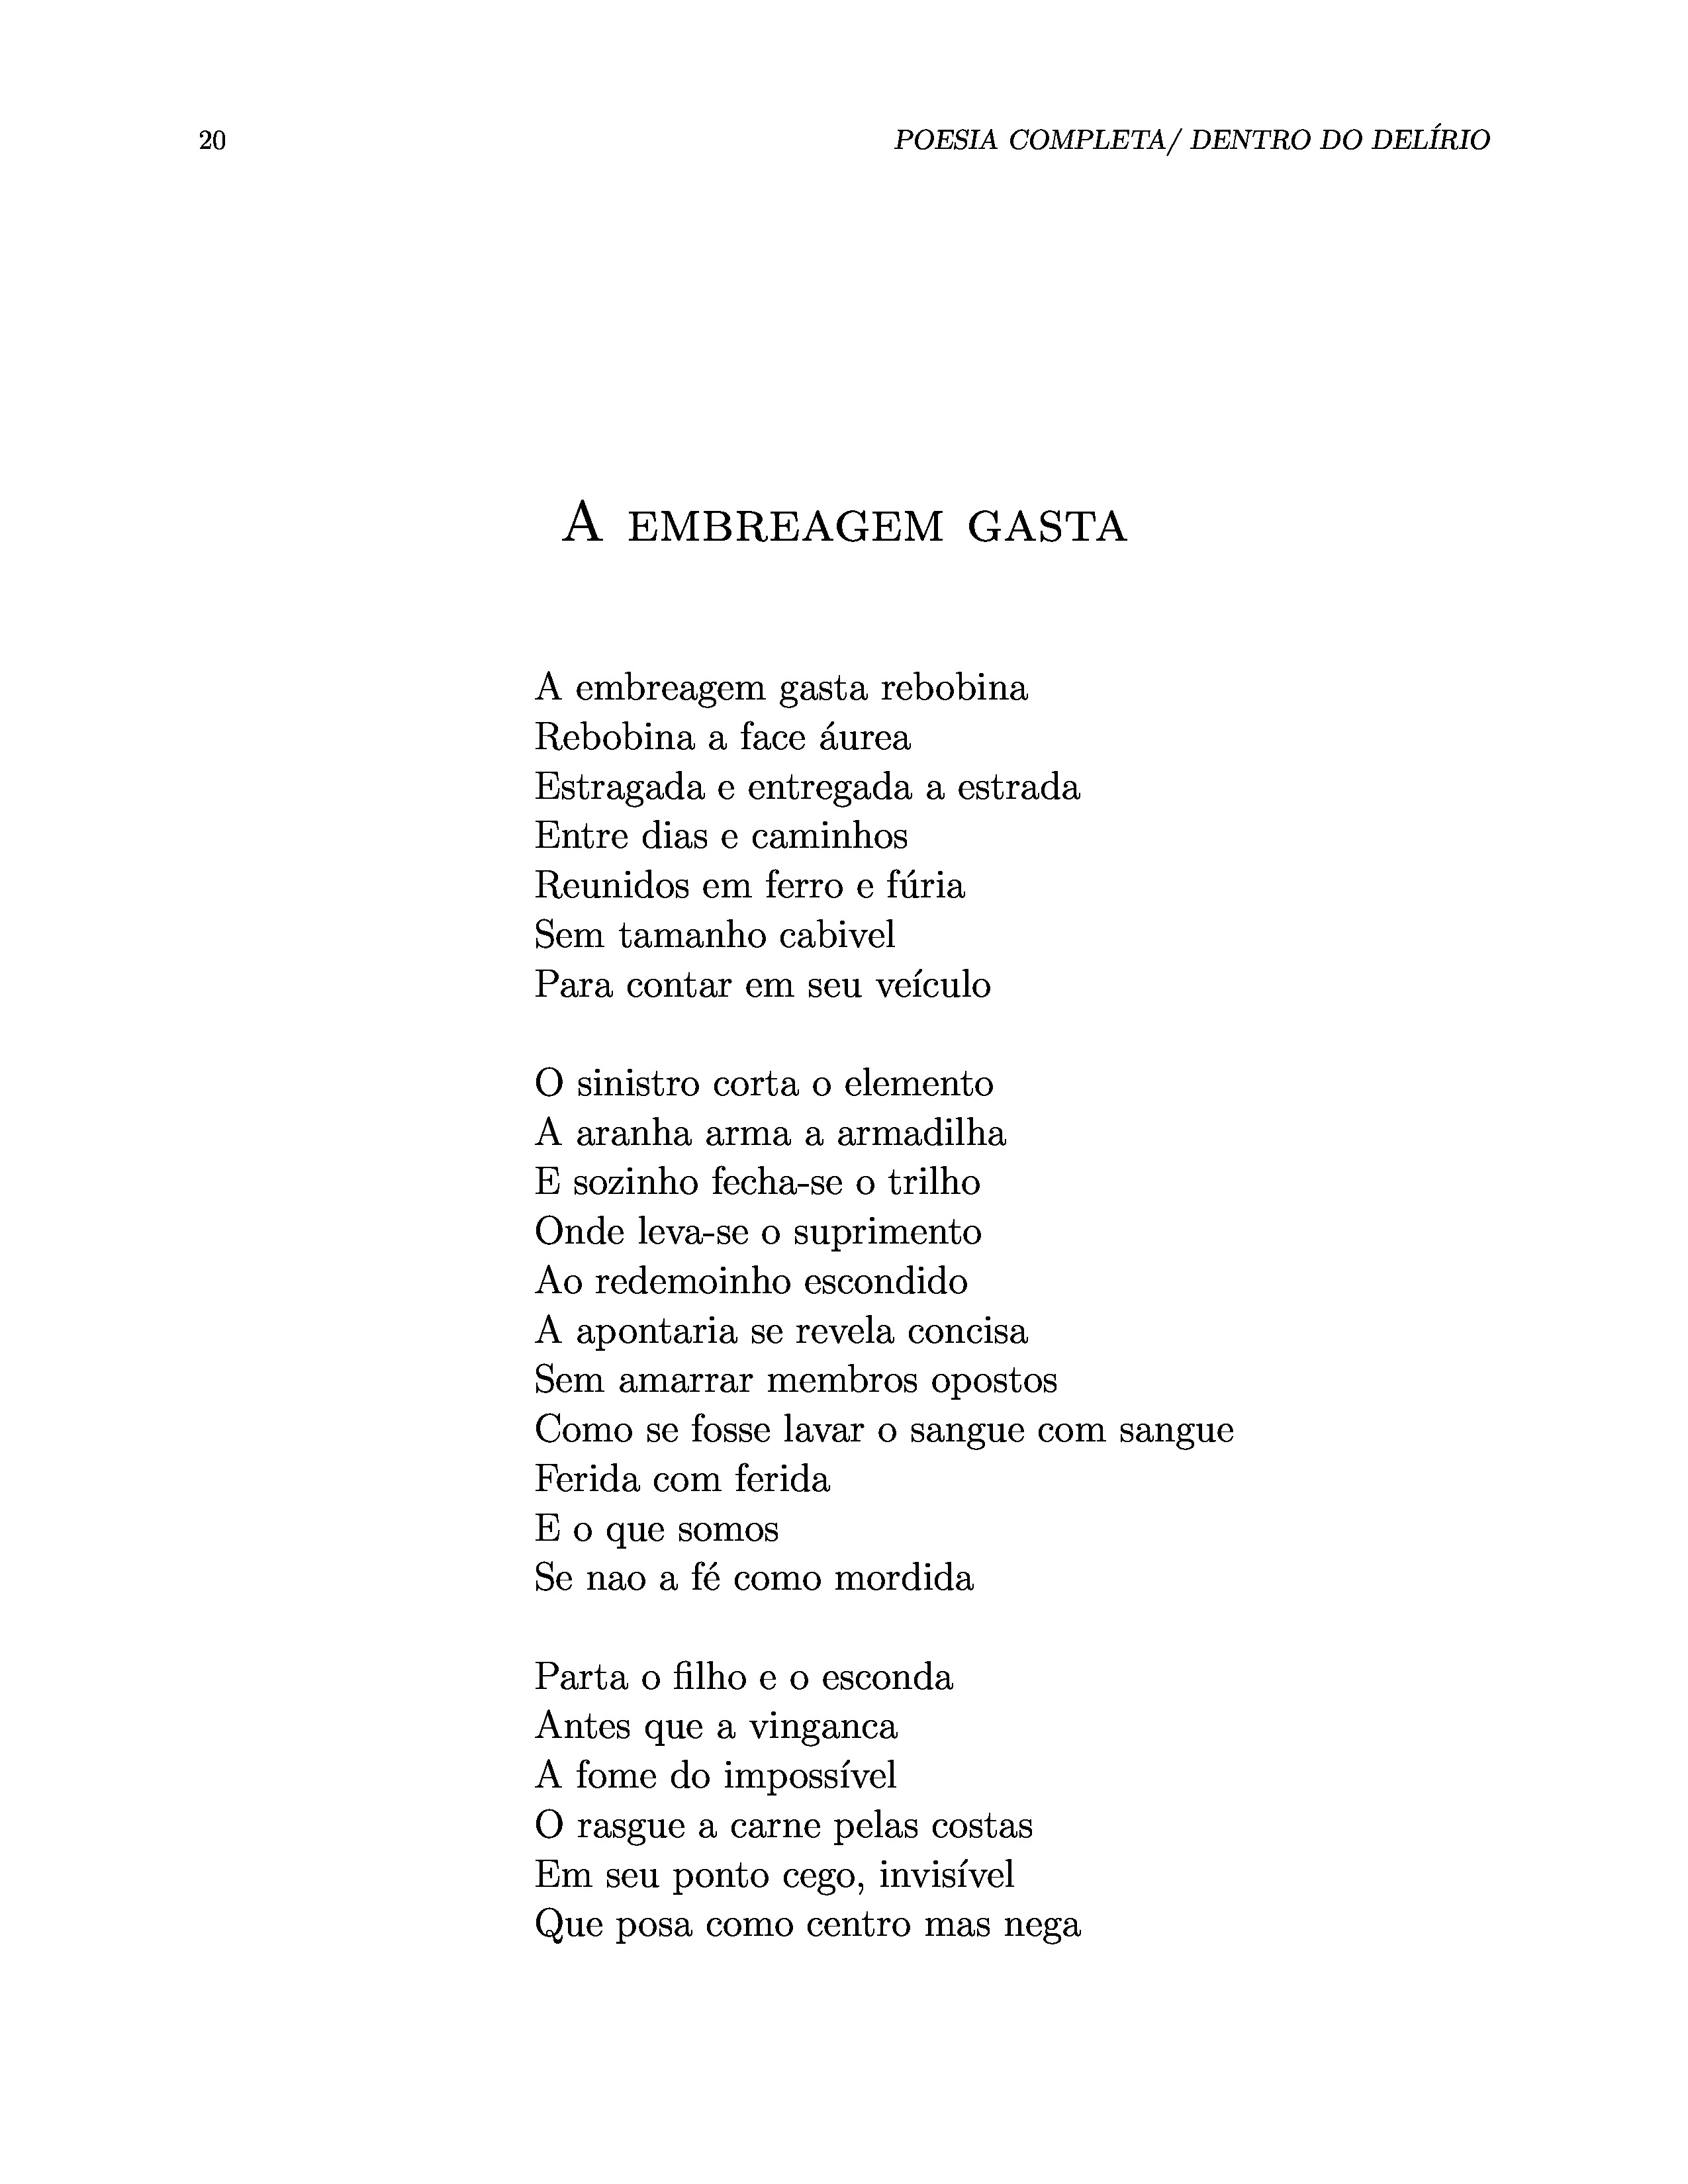 20 POESIA COMPLETA/ DENTRO DO DELÍRIO
A EMBREAGEM GASTA
A embreagem gasta rebobina
Rebobina a face áurea
Estragada e entregada a estrada
Entre dias e caminhos
Reunidos em ferro e fúria
Sem tamanho cabivel
Para contar em seu veículo
O sinistro corta o elemento
A aranha arma a armadilha
E sozinho fecha-se o trilho
Onde leva-se o suprimento
Ao redemoinho escondido
A apontaria se revela concisa
Sem amarrar membros opostos
Como se fosse lavar o sangue com sangue
Ferida com ferida
E o que somos
Se nao a fé como mordida
Parta o filho e o esconda
Antes que a vinganca
A fome do impossível
O rasgue a carne pelas costas
Em seu ponto cego, invisível
Que posa como centro mas nega